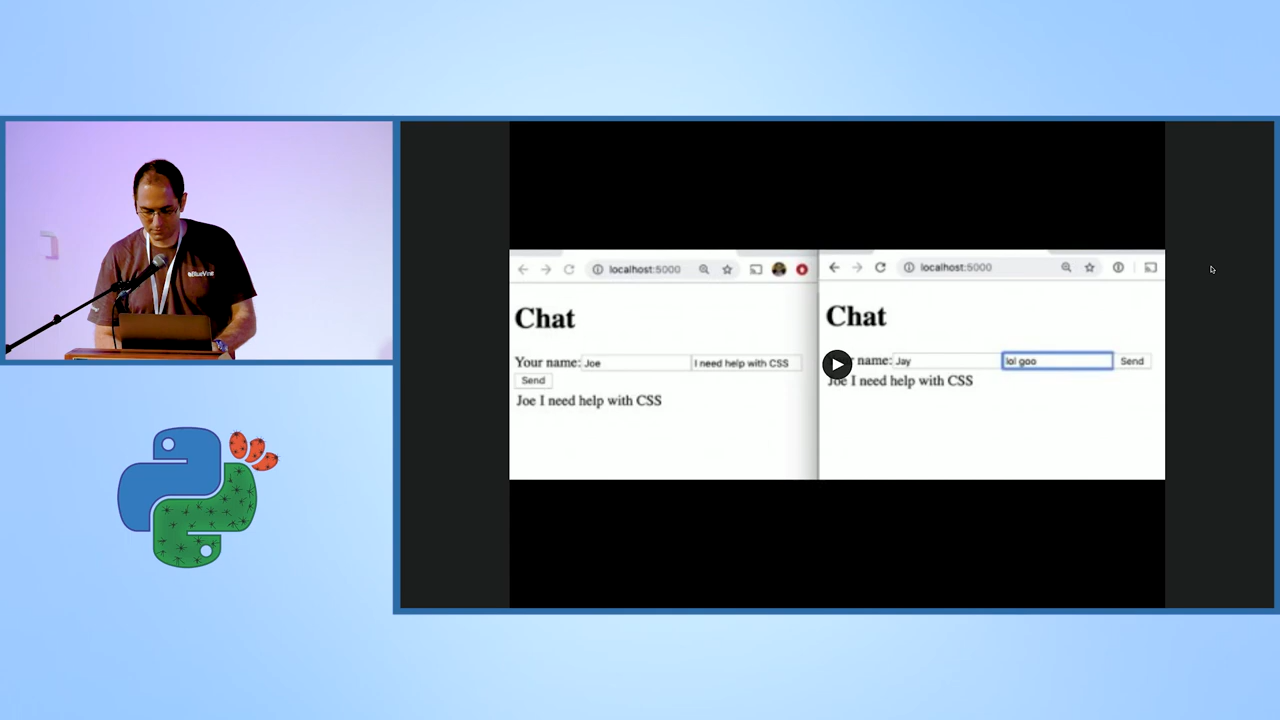 BlueVine
localhost:5000
Chat
Your name: Joe I need help with CSS
Send
Joe I need help with CSS
localhost:5000
Chat
name: Jay lol goo Send
Joe I need help with CSS